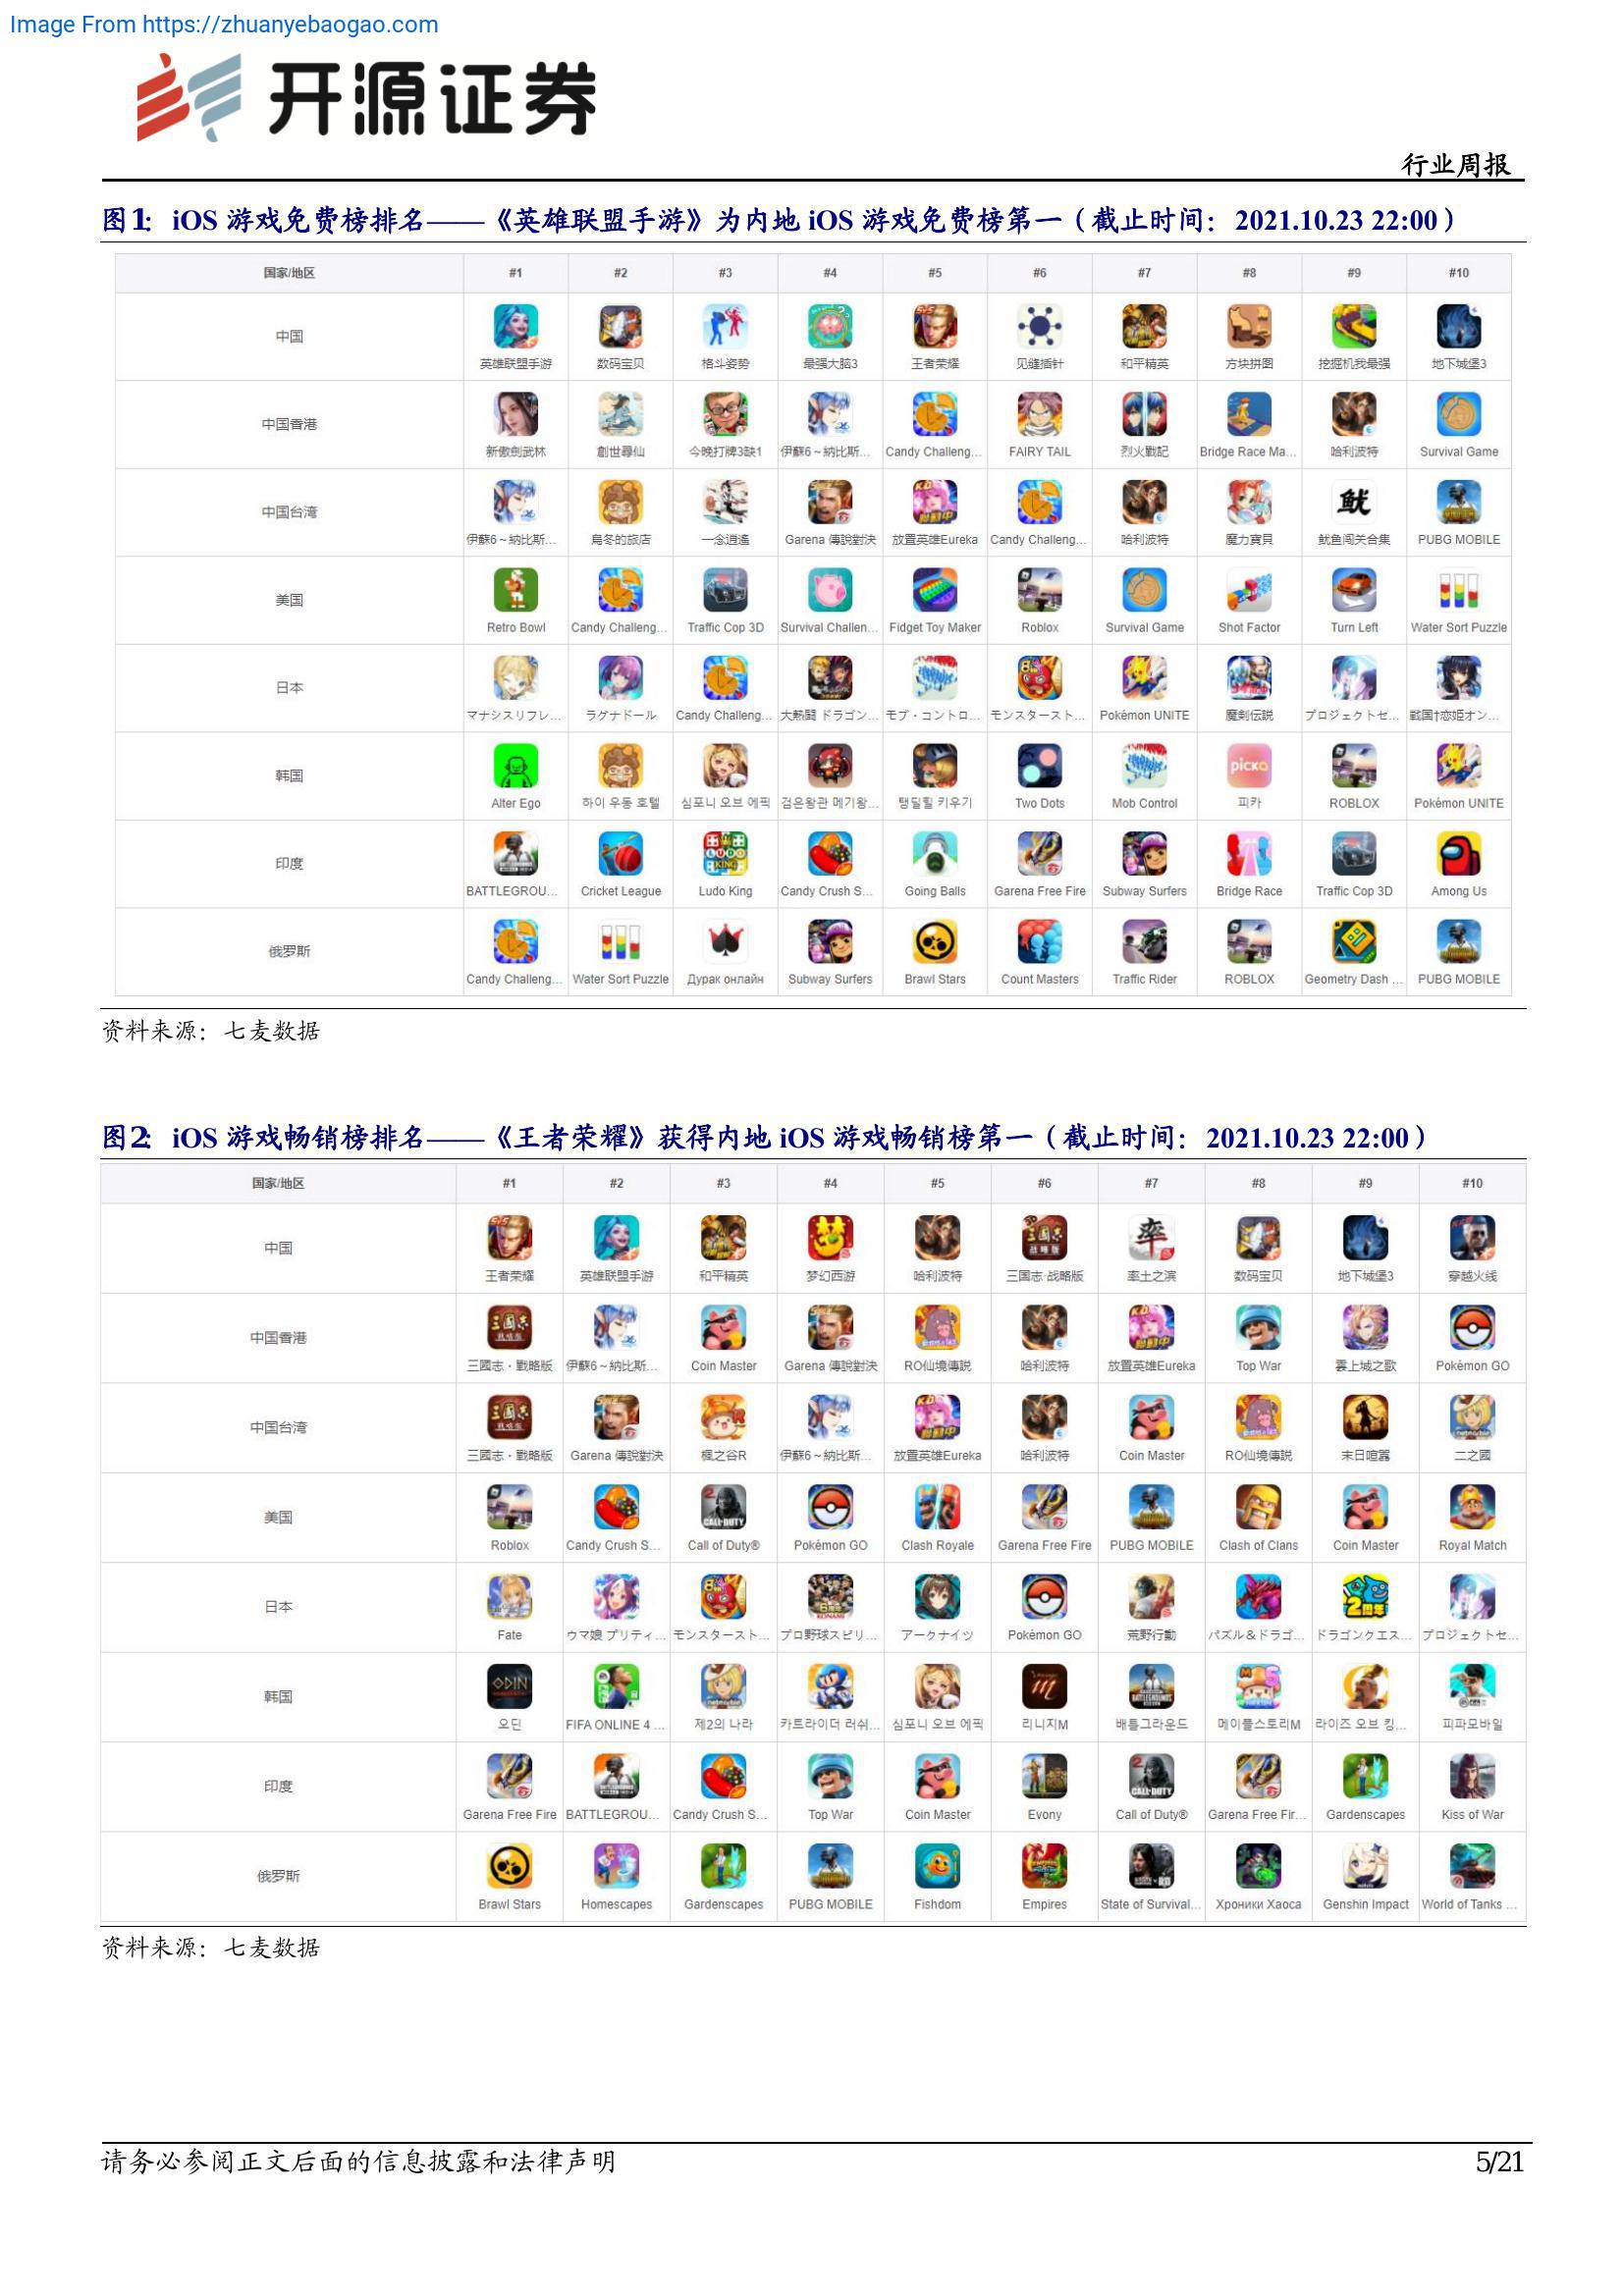 Image From https://zhuanyebaogao.com
开源证券
行业周报
图1： iOS 游戏免费榜排名——《英雄联盟手游》为内地 iOS 游戏免费榜第一（截止时间：2021.10.23 22:00）
国家/地区 #1 #2 #3 #4 #5 #6 #7 #8 #9 #10
中国 英雄联盟手游 数码宝贝 格斗姿势 最强大脑3 王者荣耀 见缝插针 和平精英 方块拼图 挖掘机我最强 地下城堡3
中国香港 新傲劍武林 創世尋仙 今晚打牌3缺1 伊蘇6～納比斯... Candy Challeng... FAIRY TAIL 烈火戰記 Bridge Race Ma... 哈利波特 Survival Game
中国台湾 伊蘇6～納比斯... 烏冬的旅店 一念逍遙 Garena 傳說對決 放置英雄Eureka Candy Challeng... 哈利波特 魔力寶貝 鱿鱼闯关合集 PUBG MOBILE
美国 Retro Bowl Candy Challeng... Traffic Cop 3D Survival Challen... Fidget Toy Maker Roblox Survival Game Shot Factor Turn Left Water Sort Puzzle
日本 マナシスリフレ... ラグナドール Candy Challeng... 大熱闘 ドラゴン... モブ・コントロ... モンスタースト... Pokémon UNITE 魔剣伝説 プロジェクトセ... 戦国†恋姫オン...
韩国 Alter Ego 하이 우동 호텔 심포니 오브 에픽 검은왕관 메기왕... 탱딜힐 키우기 Two Dots Mob Control 피카 ROBLOX Pokémon UNITE
印度 BATTLEGROU... Cricket League Ludo King Candy Crush S... Going Balls Garena Free Fire Subway Surfers Bridge Race Traffic Cop 3D Among Us
俄罗斯 Candy Challeng... Water Sort Puzzle Дурак онлайн Subway Surfers Brawl Stars Count Masters Traffic Rider ROBLOX Geometry Dash ... PUBG MOBILE
资料来源：七麦数据
图2： iOS 游戏畅销榜排名——《王者荣耀》获得内地 iOS 游戏畅销榜第一（截止时间：2021.10.23 22:00）
国家/地区 #1 #2 #3 #4 #5 #6 #7 #8 #9 #10
中国 王者荣耀 英雄联盟手游 和平精英 梦幻西游 哈利波特 三国志·战略版 率土之滨 数码宝贝 地下城堡3 穿越火线
中国香港 三國志・戰略版 伊蘇6～納比斯... Coin Master Garena 傳說對決 RO仙境傳說 哈利波特 放置英雄Eureka Top War 雲上城之歌 Pokémon GO
中国台湾 三國志・戰略版 Garena 傳說對決 楓之谷R 伊蘇6～納比斯... 放置英雄Eureka 哈利波特 Coin Master RO仙境傳說 末日喧囂 二之國
美国 Roblox Candy Crush S... Call of Duty® Pokémon GO Clash Royale Garena Free Fire PUBG MOBILE Clash of Clans Coin Master Royal Match
日本 Fate ウマ娘 プリティ... モンスタースト... プロ野球スピリ... アークナイツ Pokémon GO 荒野行動 パズル＆ドラゴ... ドラゴンクエス... プロジェクトセ...
韩国 오딘 FIFA ONLINE 4 ... 제2의 나라 카트라이더 러쉬... 심포니 오브 에픽 리니지M 배틀그라운드 메이플스토리M 라이즈 오브 킹... 피파모바일
印度 Garena Free Fire BATTLEGROU... Candy Crush S... Top War Coin Master Evony Call of Duty® Garena Free Fir... Gardenscapes Kiss of War
俄罗斯 Brawl Stars Homescapes Gardenscapes PUBG MOBILE Fishdom Empires State of Survival... Хроники Хаоса Genshin Impact World of Tanks ...
资料来源：七麦数据
请务必参阅正文后面的信息披露和法律声明
5/21